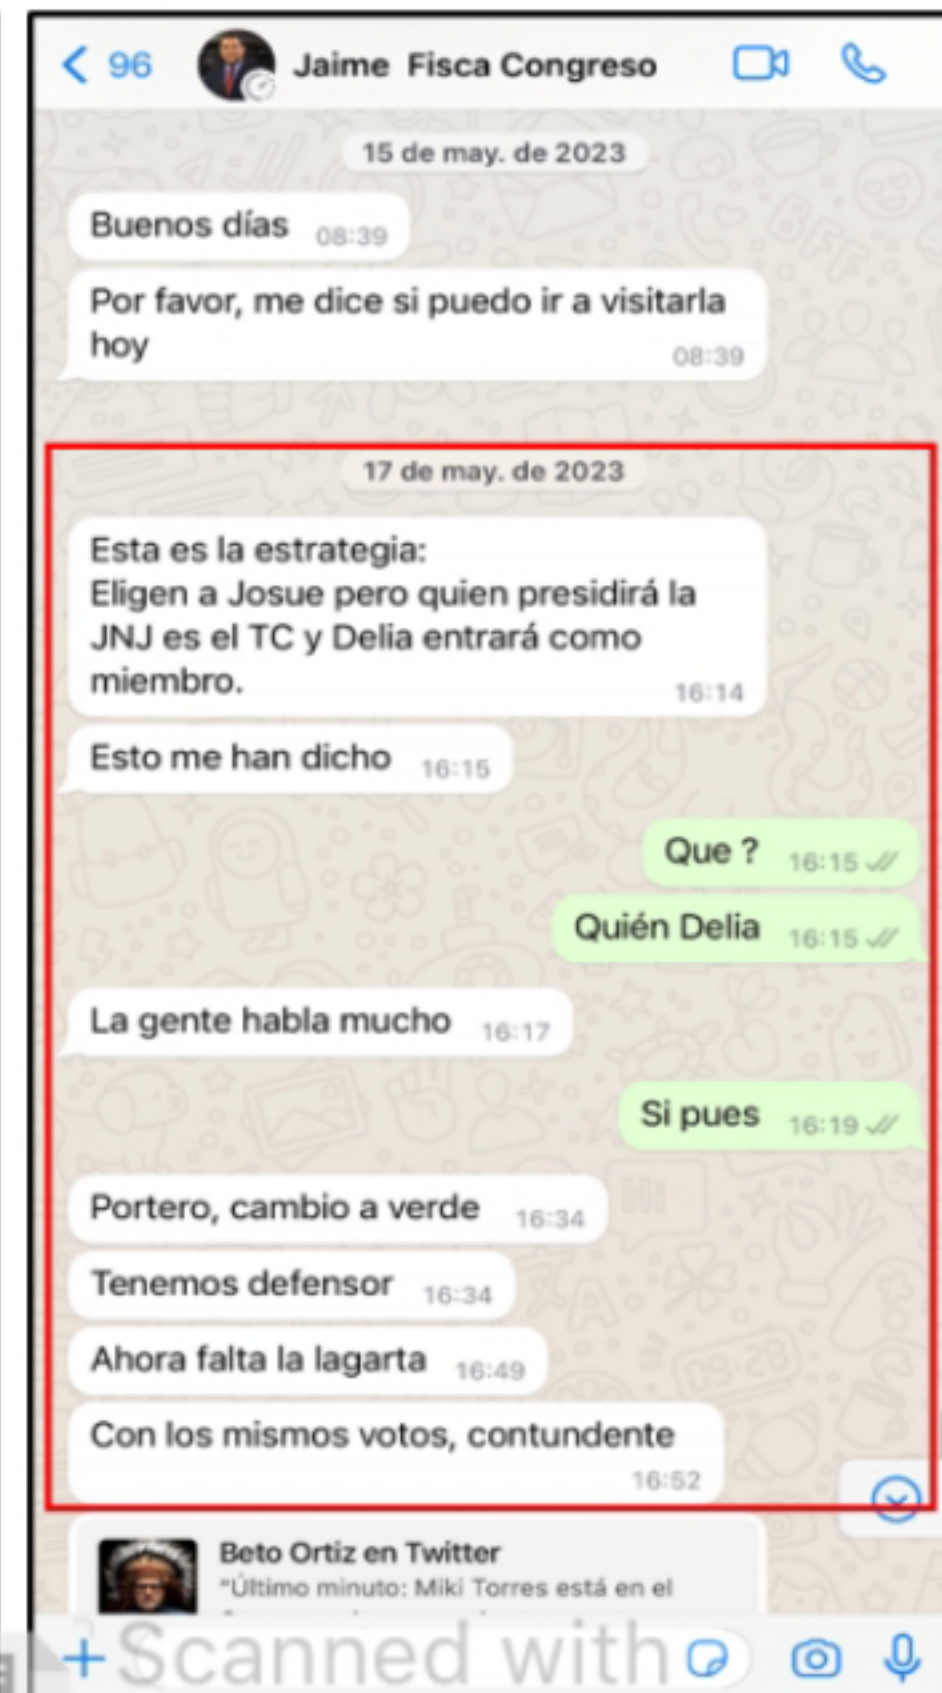 96
Jaime Fisca Congreso
15 de may. de 2023
Buenos días 08:39
Por favor, me dice si puedo ir a visitarla
hoy 08:39
17 de may. de 2023
Esta es la estrategia:
Eligen a Josue pero quien presidirá la
JNJ es el TC y Delia entrará como
miembro. 16:14
Esto me han dicho 16:15
Que ? 16:15
Quién Delia 16:15
La gente habla mucho 16:17
Si pues 16:19
Portero, cambio a verde 16:34
Tenemos defensor 16:34
Ahora falta la lagarta 16:49
Con los mismos votos, contundente
16:52
Beto Ortiz en Twitter
"Último minuto: Miki Torres está en el
Scanned with